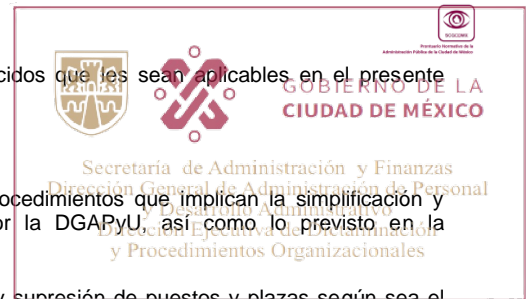 SCGCDMX
Prontuario Normativo de la
Administración Pública de la Ciudad de México
cidos que les sean aplicables en el presente
GOBIERNO DE LA
CIUDAD DE MÉXICO
Secretaría de Administración y Finanzas
Dirección General de Administración de Personal
ocedimientos que implican la simplificación y
y Desarrollo Administrativo
or la DGAPyU, así como lo previsto en la
Dirección Ejecutiva de Dictaminación
y Procedimientos Organizacionales
y supresión de puestos y plazas según sea el